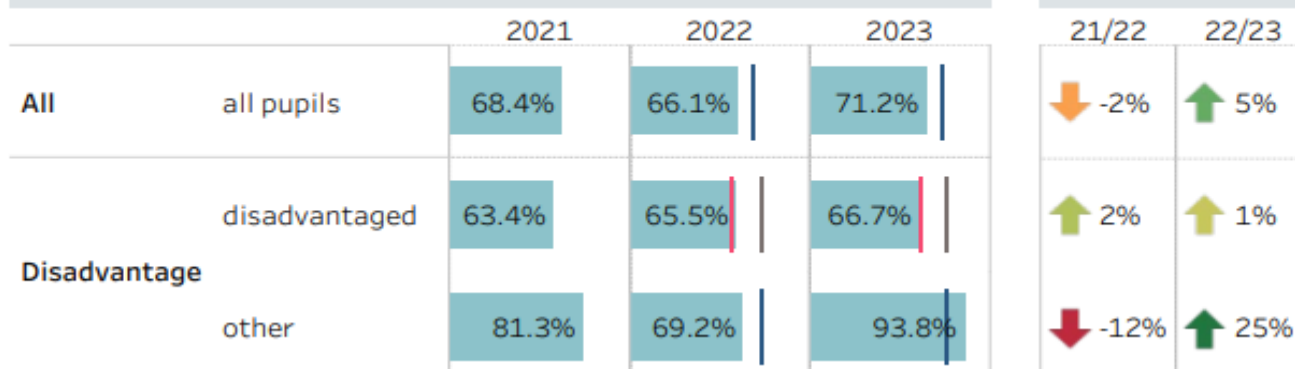 2021 2022 2023 21/22 22/23
All all pupils 68.4% 66.1% 71.2% -2% 5%
disadvantaged 63.4% 65.5% 66.7% 2% 1%
Disadvantage
other 81.3% 69.2% 93.8% -12% 25%